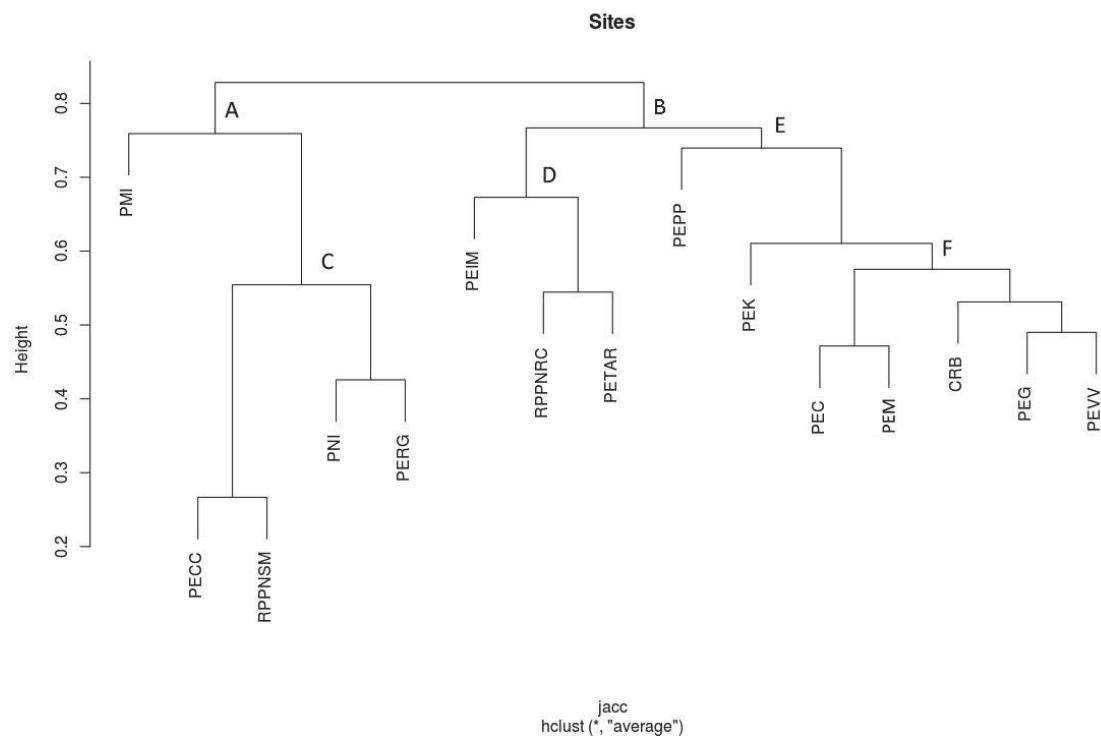 Sites
Height
0.8
0.7
0.6
0.5
0.4
0.3
0.2
A
B
E
D
C
F
PMI
PECC
RPPNSM
PNI
PERG
PEIM
RPPNRC
PETAR
PEPP
PEK
PEC
PEM
CRB
PEG
PEVV
jacc
hclust (*, "average")